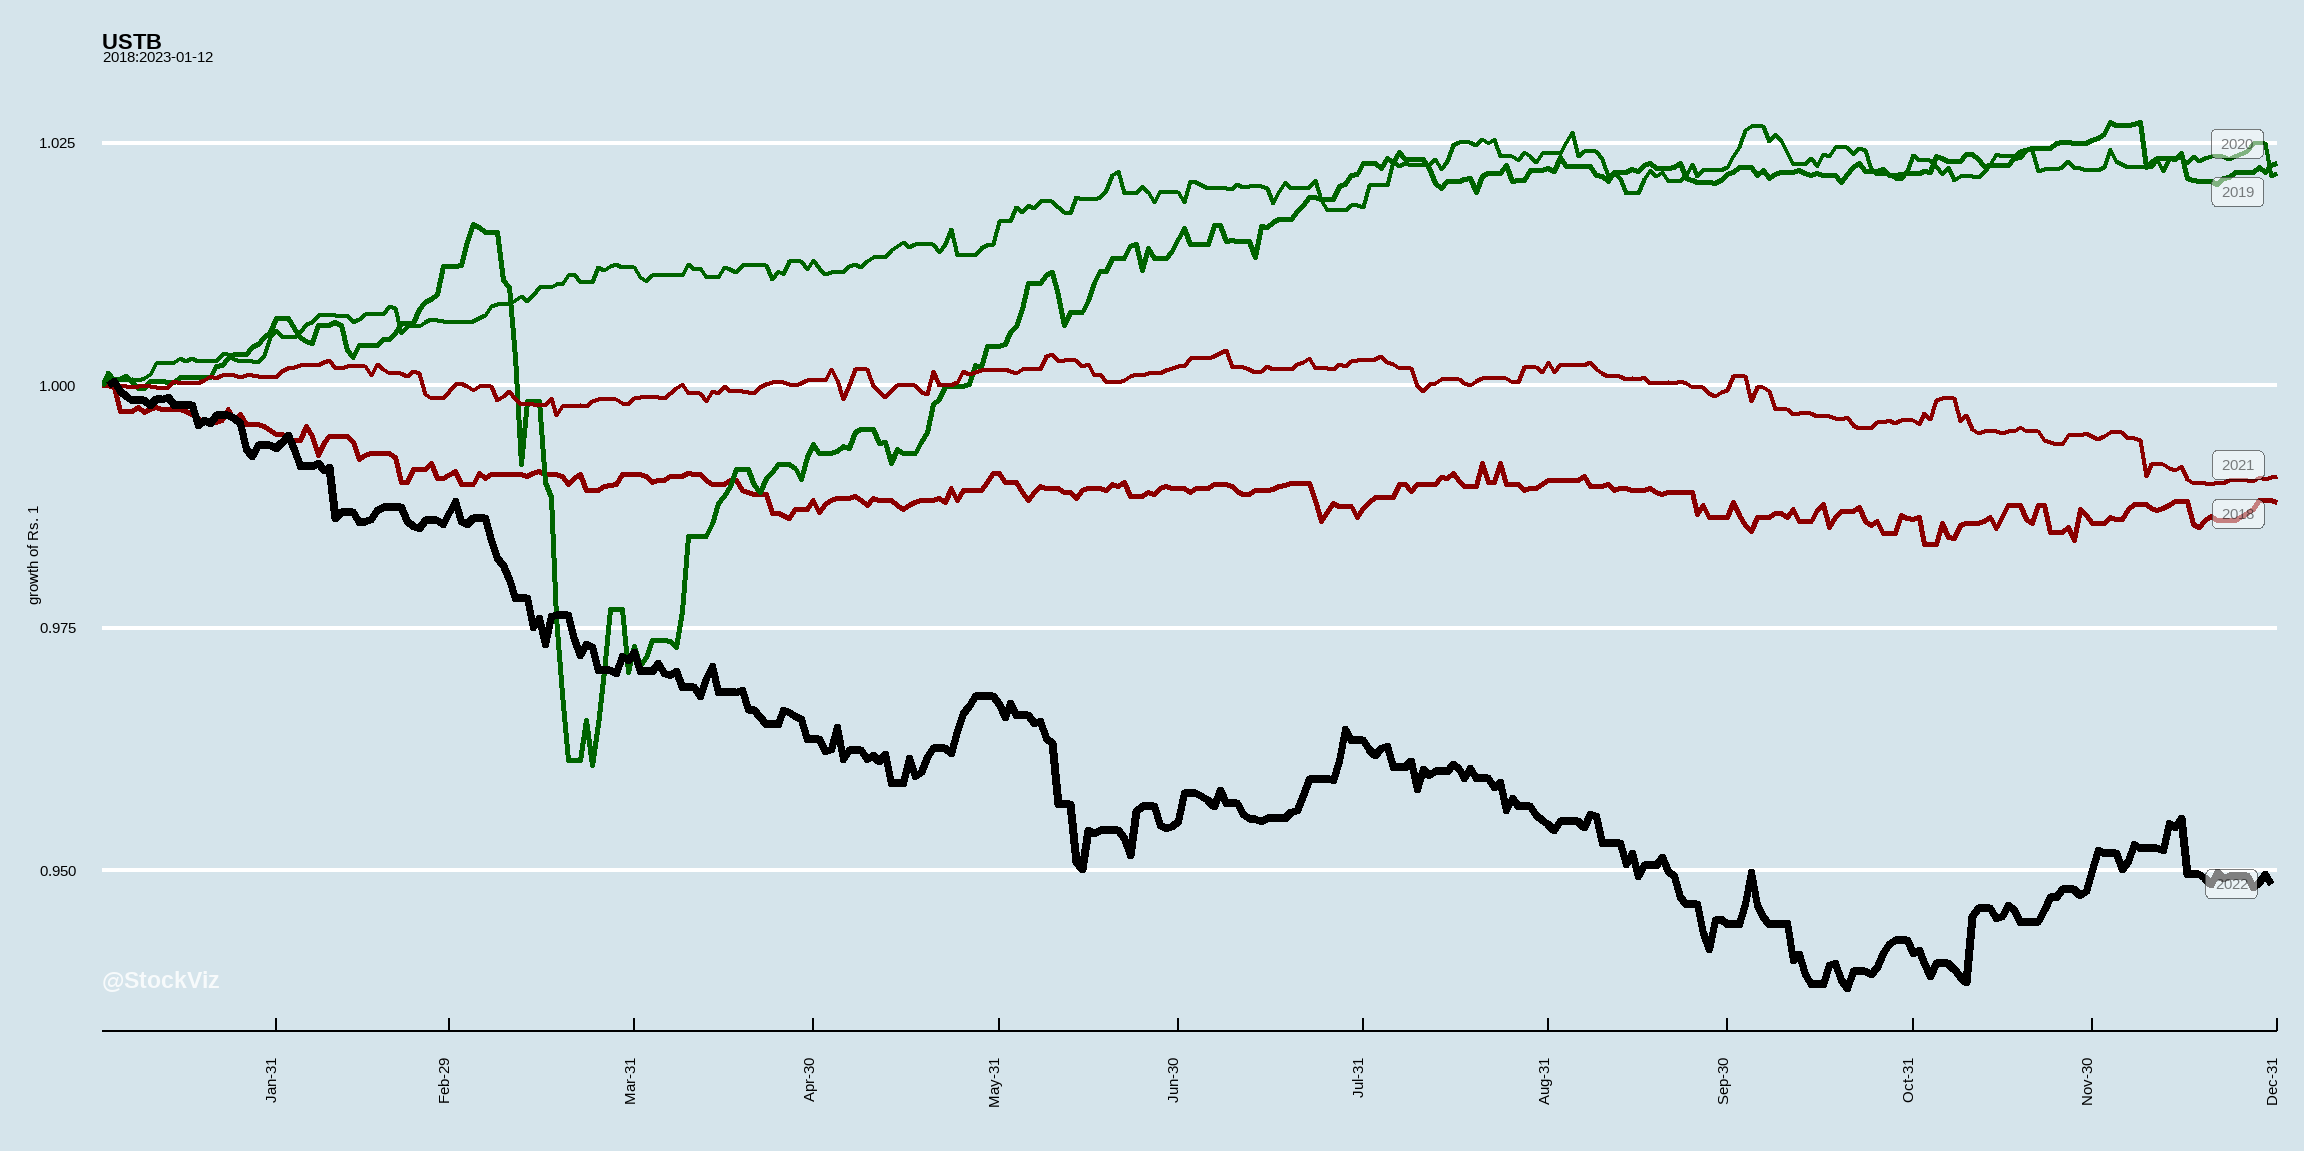 USTB
2018:2023-01-12
1.025
1.000
0.975
0.950
growth of Rs. 1
2020
2019
2021
2018
2022
@StockViz
Jan-31
Feb-29
Mar-31
Apr-30
May-31
Jun-30
Jul-31
Aug-31
Sep-30
Oct-31
Nov-30
Dec-31